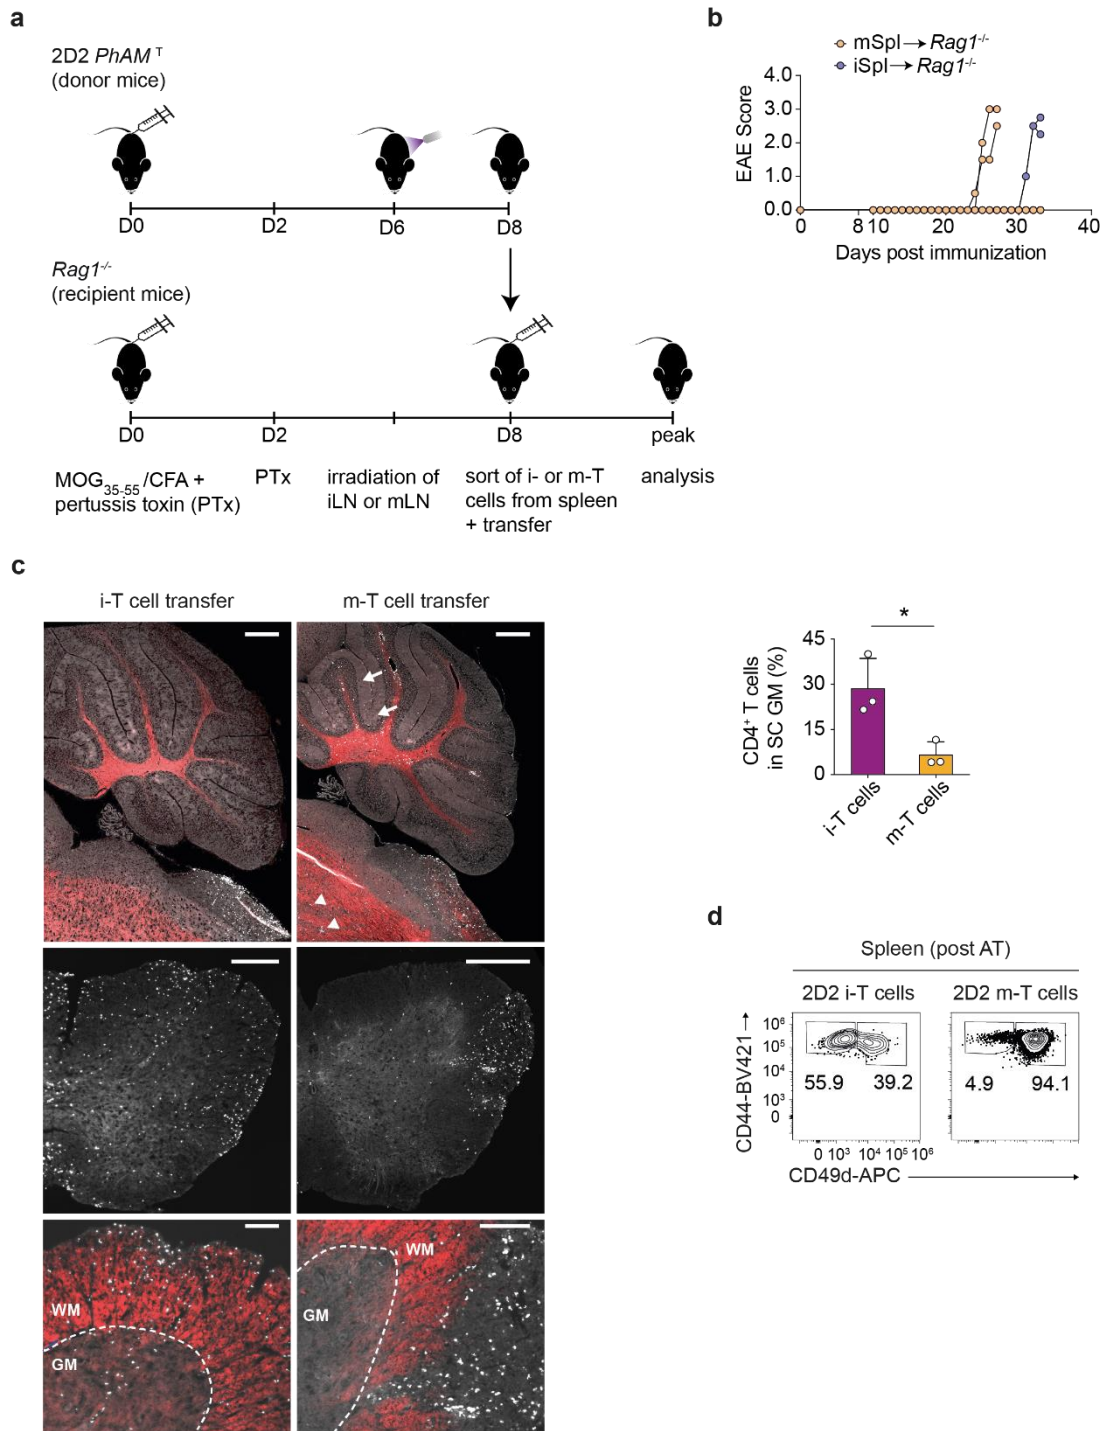 a
2D2 PhAM T
(donor mice)
D0 D2 D6 D8
Rag1-/-
(recipient mice)
D0 D2 D8 peak
MOG35-55/CFA +
pertussis toxin (PTx)
PTx
irradiation of
iLN or mLN
sort of i- or m-T
cells from spleen
+ transfer
analysis
b
mSpl → Rag1-/-
iSpl → Rag1-/-
EAE Score
4.0
3.0
2.0
1.0
0.0
0 8 10 20 30 40
Days post immunization
c
i-T cell transfer
m-T cell transfer
WM
GM
WM
GM
CD4+ T cells
in SC GM (%)
45
30
15
0
*
i-T cells
m-T cells
d
Spleen (post AT)
2D2 i-T cells
2D2 m-T cells
CD44-BV421
10^6
10^5
10^4
10^3
0
55.9 39.2
4.9 94.1
0 10^3 10^4 10^5 10^6
CD49d-APC